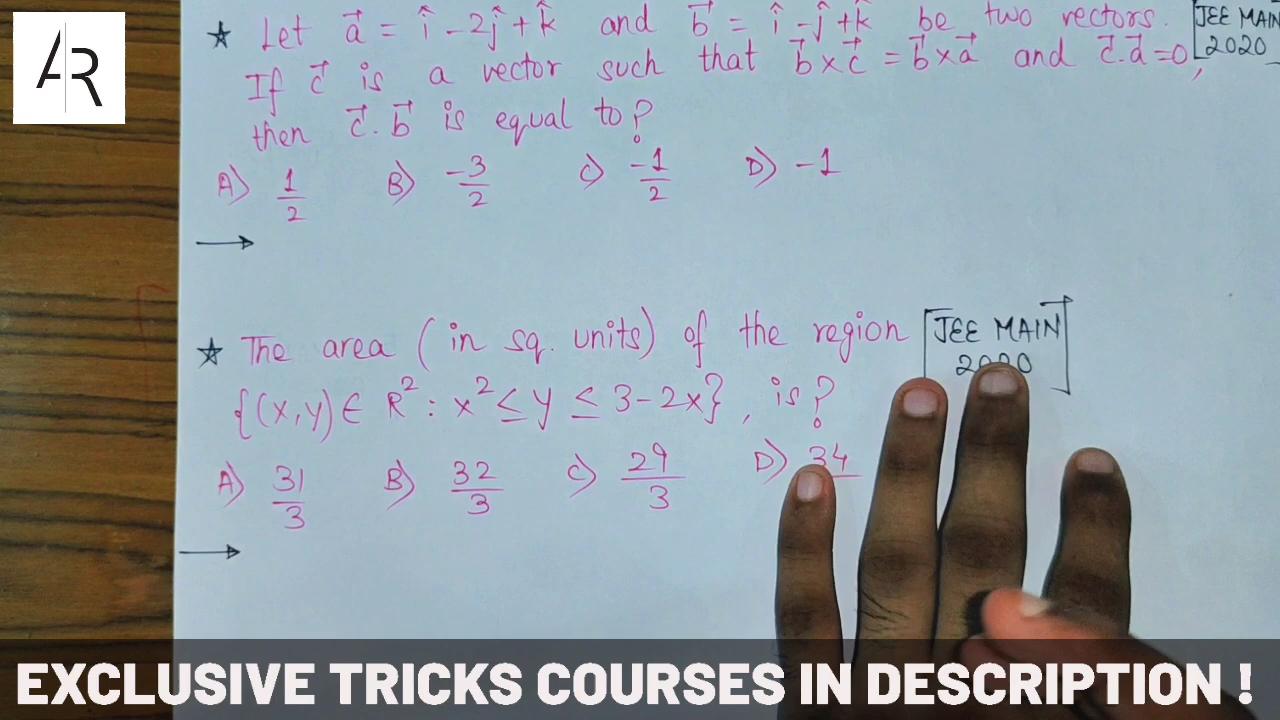 AR
★ Let a⃗ = î - 2ĵ + k̂ and b⃗ = î - ĵ + k̂ be two vectors. [JEE MAIN
2020
If c⃗ is a vector such that b⃗ × c⃗ = b⃗ × a⃗ and c⃗.a⃗ = 0,
then c⃗.b⃗ is equal to?
A) 1/2 B) -3/2 C) -1/2 D) -1
→
★ The area (in sq. units) of the region [JEE MAIN
2020]
{(x,y) ∈ R² : x² ≤ y ≤ 3-2x}, is?
A) 31/3 B) 32/3 C) 29/3 D) 34
→
EXCLUSIVE TRICKS COURSES IN DESCRIPTION !